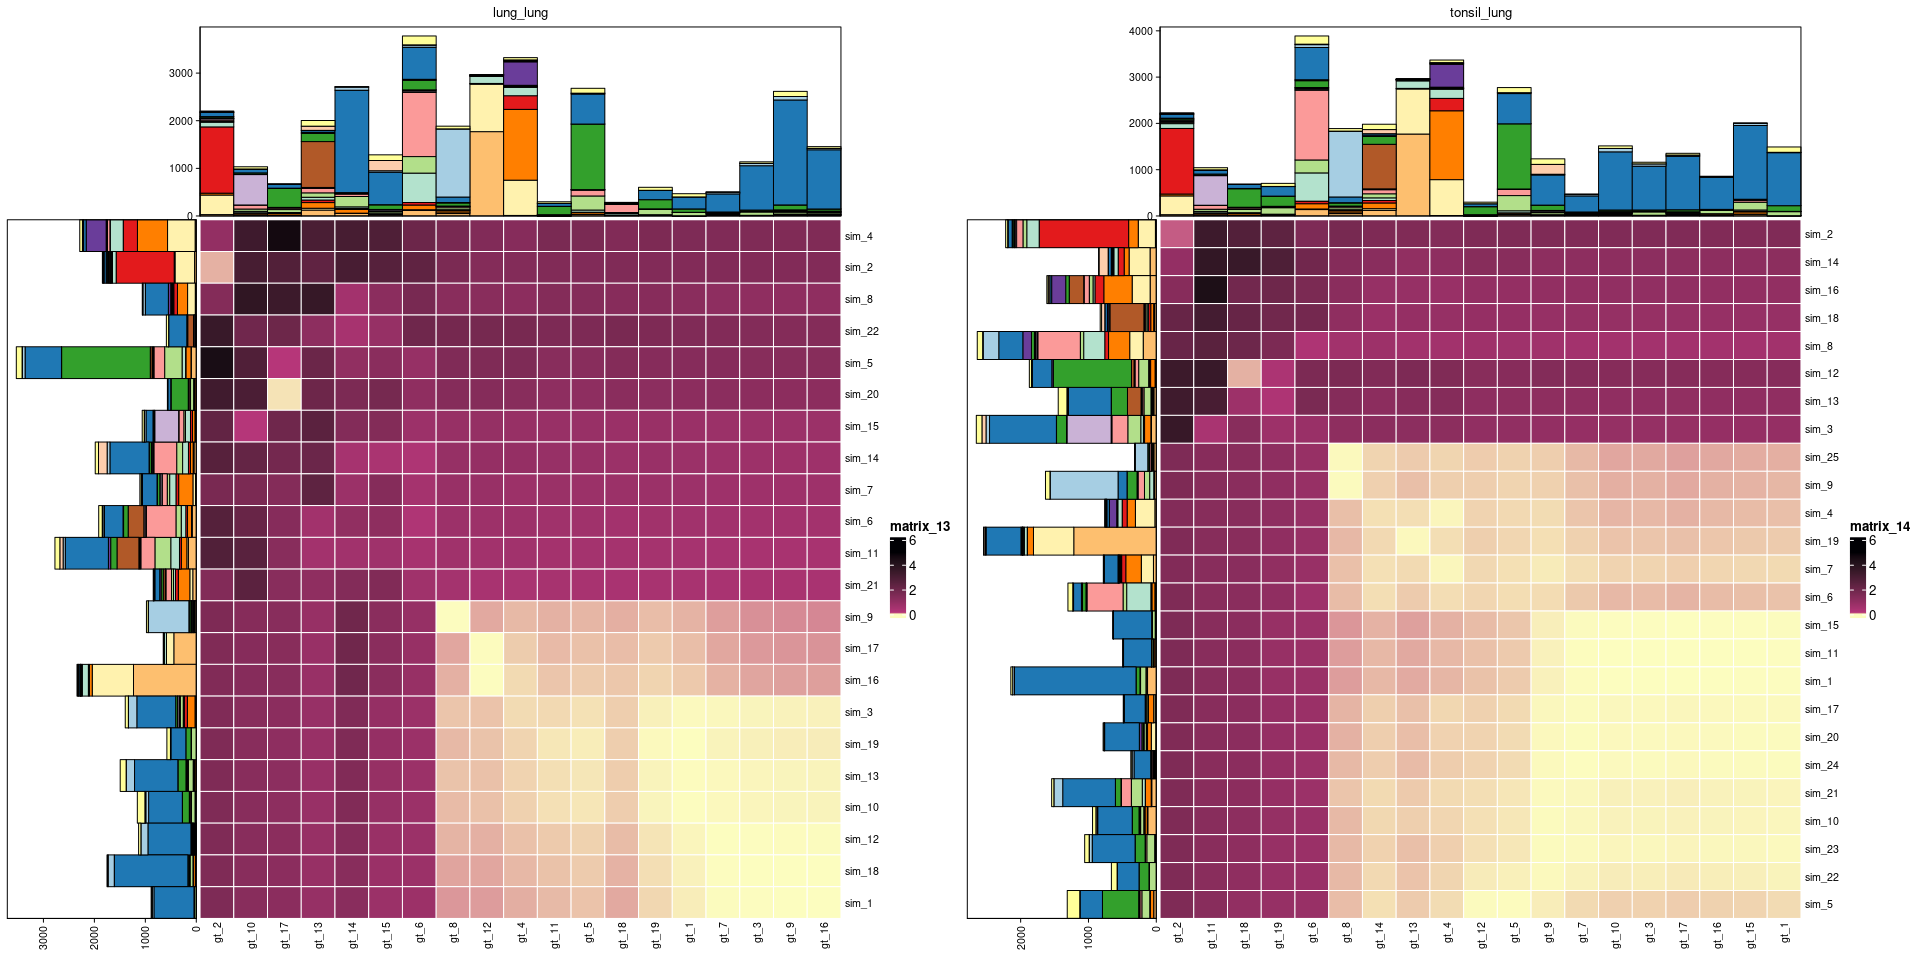 lung_lung
3000
2000
1000
0
sim_4
sim_2
sim_8
sim_22
sim_5
sim_20
sim_15
sim_14
sim_7
sim_6
sim_11
sim_21
sim_9
sim_17
sim_16
sim_3
sim_19
sim_13
sim_10
sim_12
sim_18
sim_1
3000
2000
1000
0
gt_2
gt_10
gt_17
gt_13
gt_14
gt_15
gt_6
gt_8
gt_12
gt_4
gt_11
gt_5
gt_18
gt_19
gt_1
gt_7
gt_3
gt_9
gt_16
matrix_13
6
4
2
0
tonsil_lung
4000
3000
2000
1000
0
sim_2
sim_14
sim_16
sim_18
sim_8
sim_12
sim_13
sim_3
sim_25
sim_9
sim_4
sim_19
sim_7
sim_6
sim_15
sim_11
sim_1
sim_17
sim_20
sim_24
sim_21
sim_10
sim_23
sim_22
sim_5
2000
1000
0
gt_2
gt_11
gt_18
gt_19
gt_6
gt_8
gt_14
gt_13
gt_4
gt_12
gt_5
gt_9
gt_7
gt_10
gt_3
gt_17
gt_16
gt_15
gt_1
matrix_14
6
4
2
0